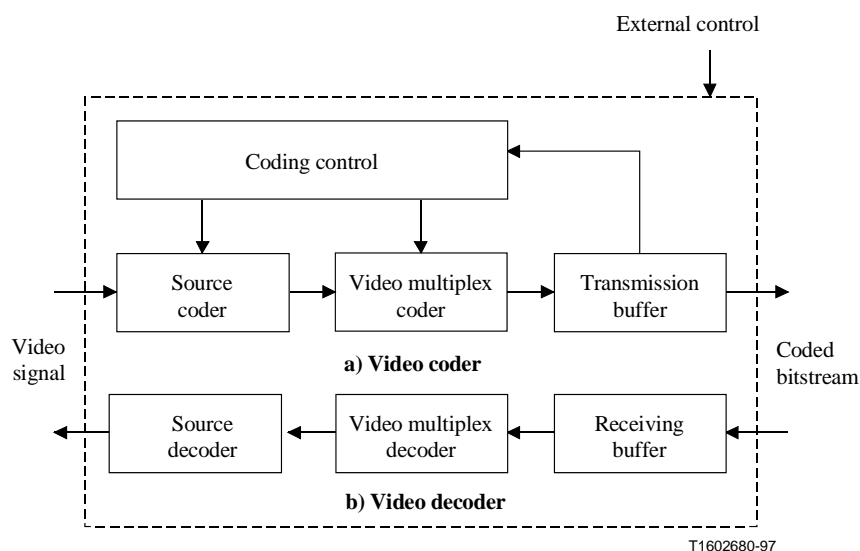 External control
Coding control
Source
coder
Video multiplex
coder
Transmission
buffer
Video
signal
a) Video coder
Coded
bitstream
Source
decoder
Video multiplex
decoder
Receiving
buffer
b) Video decoder
T1602680-97